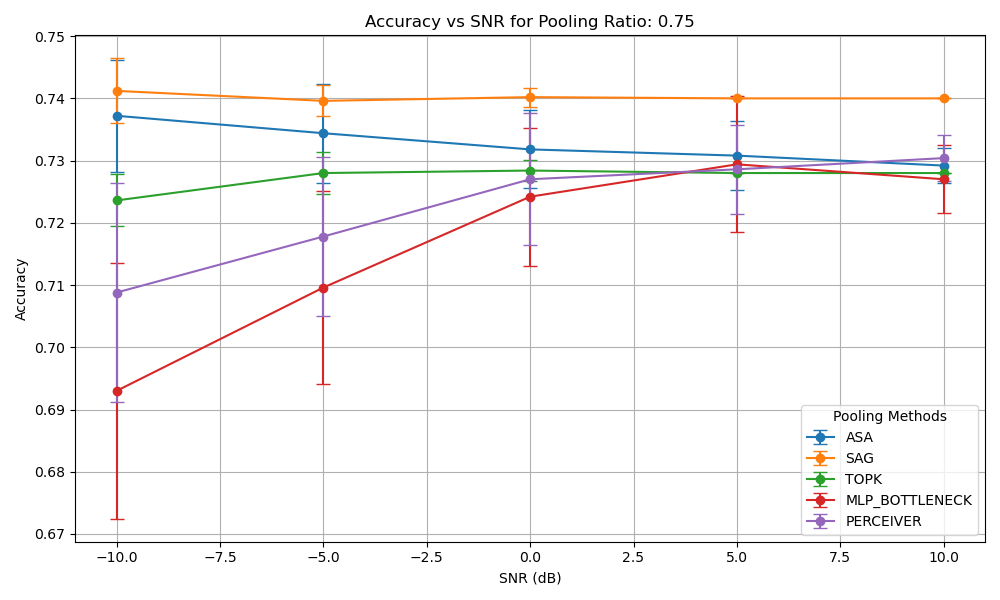 Accuracy vs SNR for Pooling Ratio: 0.75
0.75
0.74
0.73
0.72
0.71
0.70
0.69
0.68
0.67
Accuracy
Pooling Methods
ASA
SAG
TOPK
MLP_BOTTLENECK
PERCEIVER
−10.0 −7.5 −5.0 −2.5 0.0 2.5 5.0 7.5 10.0
SNR (dB)